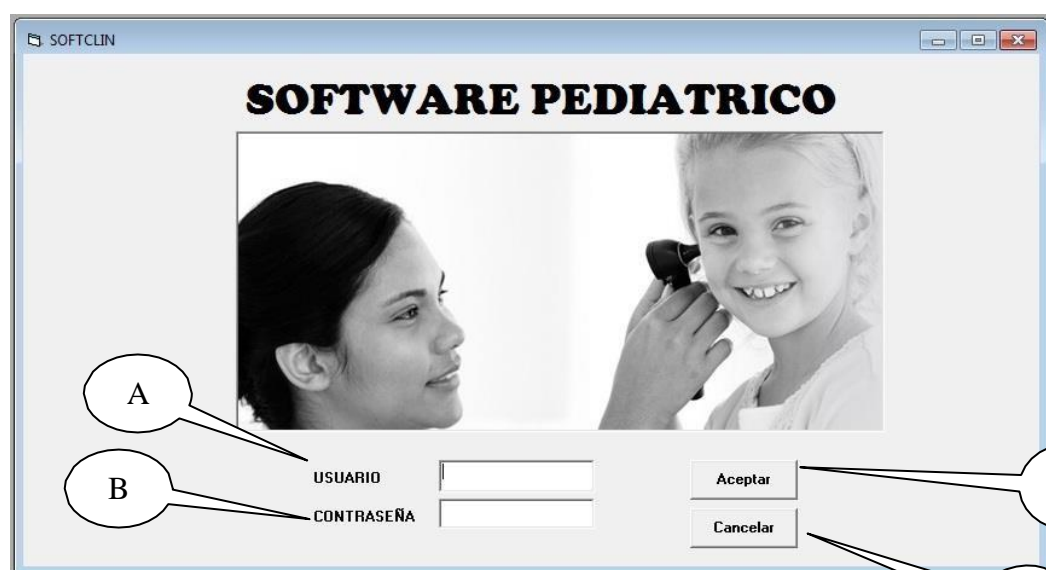 SOFTCLIN
SOFTWARE PEDIATRICO
A
USUARIO
Aceptar
B
CONTRASEÑA
Cancelar